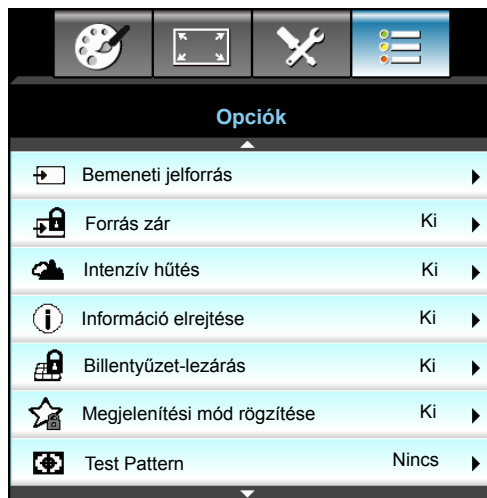 Opciók
Bemeneti jelforrás
Forrás zár Ki
Intenzív hűtés Ki
Információ elrejtése Ki
Billentyűzet-lezárás Ki
Megjelenítési mód rögzítése Ki
Test Pattern Nincs